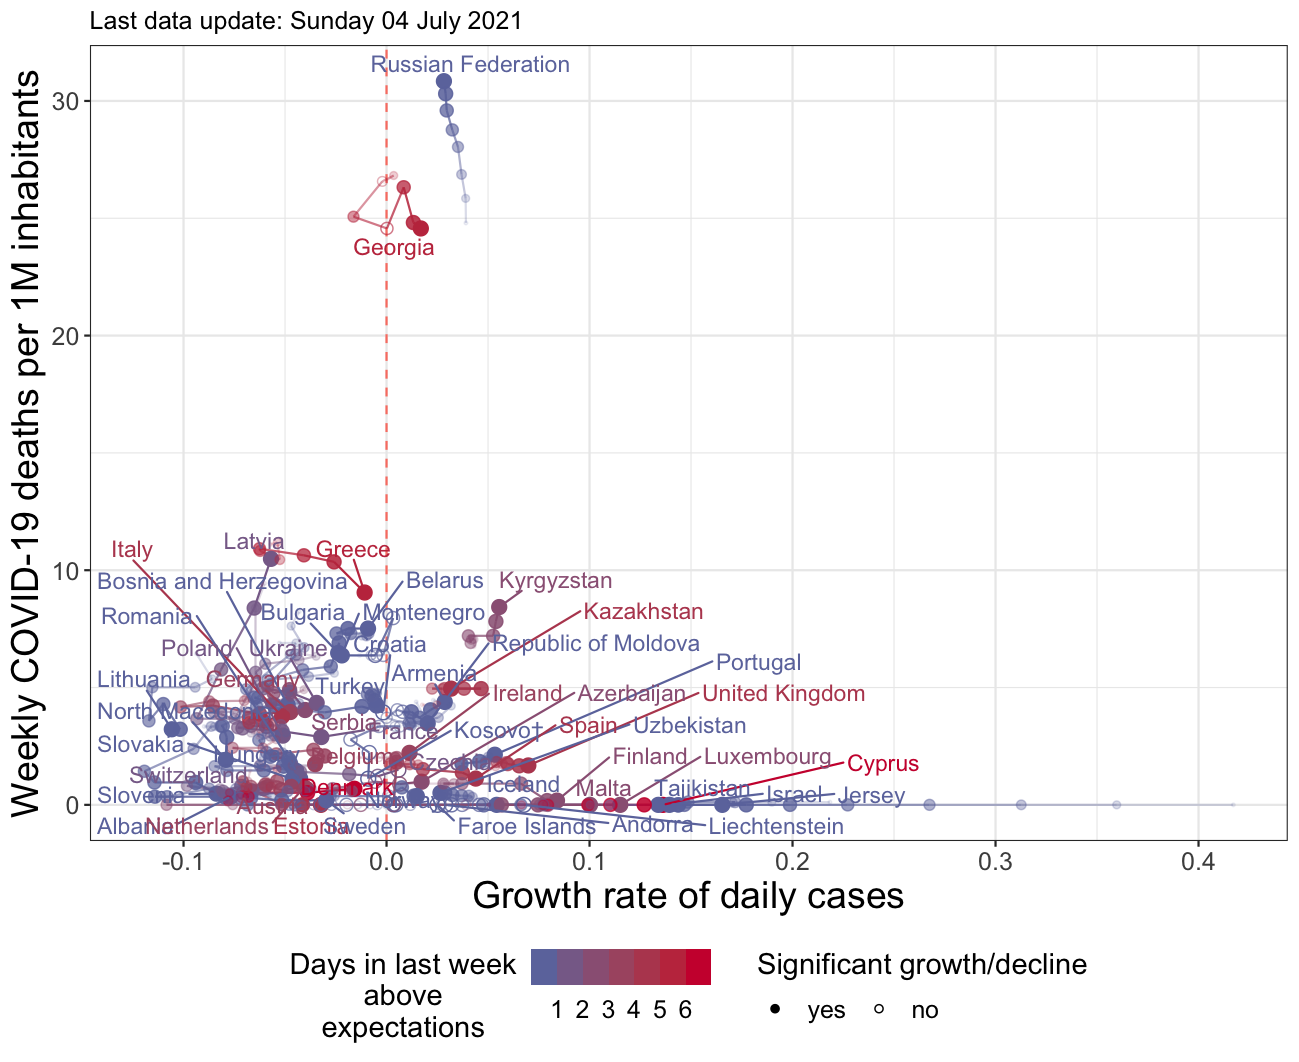 Last data update: Sunday 04 July 2021
Weekly COVID-19 deaths per 1M inhabitants
30
20
10
0
Russian Federation
Georgia
Latvia
Greece
Italy
Bosnia and Herzegovina
Belarus
Kyrgyzstan
Romania
Bulgaria
Montenegro
Kazakhstan
Poland
Ukraine
Croatia
Republic of Moldova
Portugal
Lithuania
Germany
Turkey
Armenia
Ireland
Azerbaijan
United Kingdom
North Macedonia
Serbia
France
Kosovo†
Spain
Uzbekistan
Slovakia
Hungary
Belgium
Czechia
Finland
Luxembourg
Cyprus
Switzerland
Denmark
Iceland
Malta
Tajikistan
Israel
Jersey
Slovenia
Austria
Norway
Albania
Netherlands
Estonia
Sweden
Faroe Islands
Andorra
Liechtenstein
-0.1
0.0
0.1
0.2
0.3
0.4
Growth rate of daily cases
Days in last week
above
expectations
1 2 3 4 5 6
Significant growth/decline
yes
no